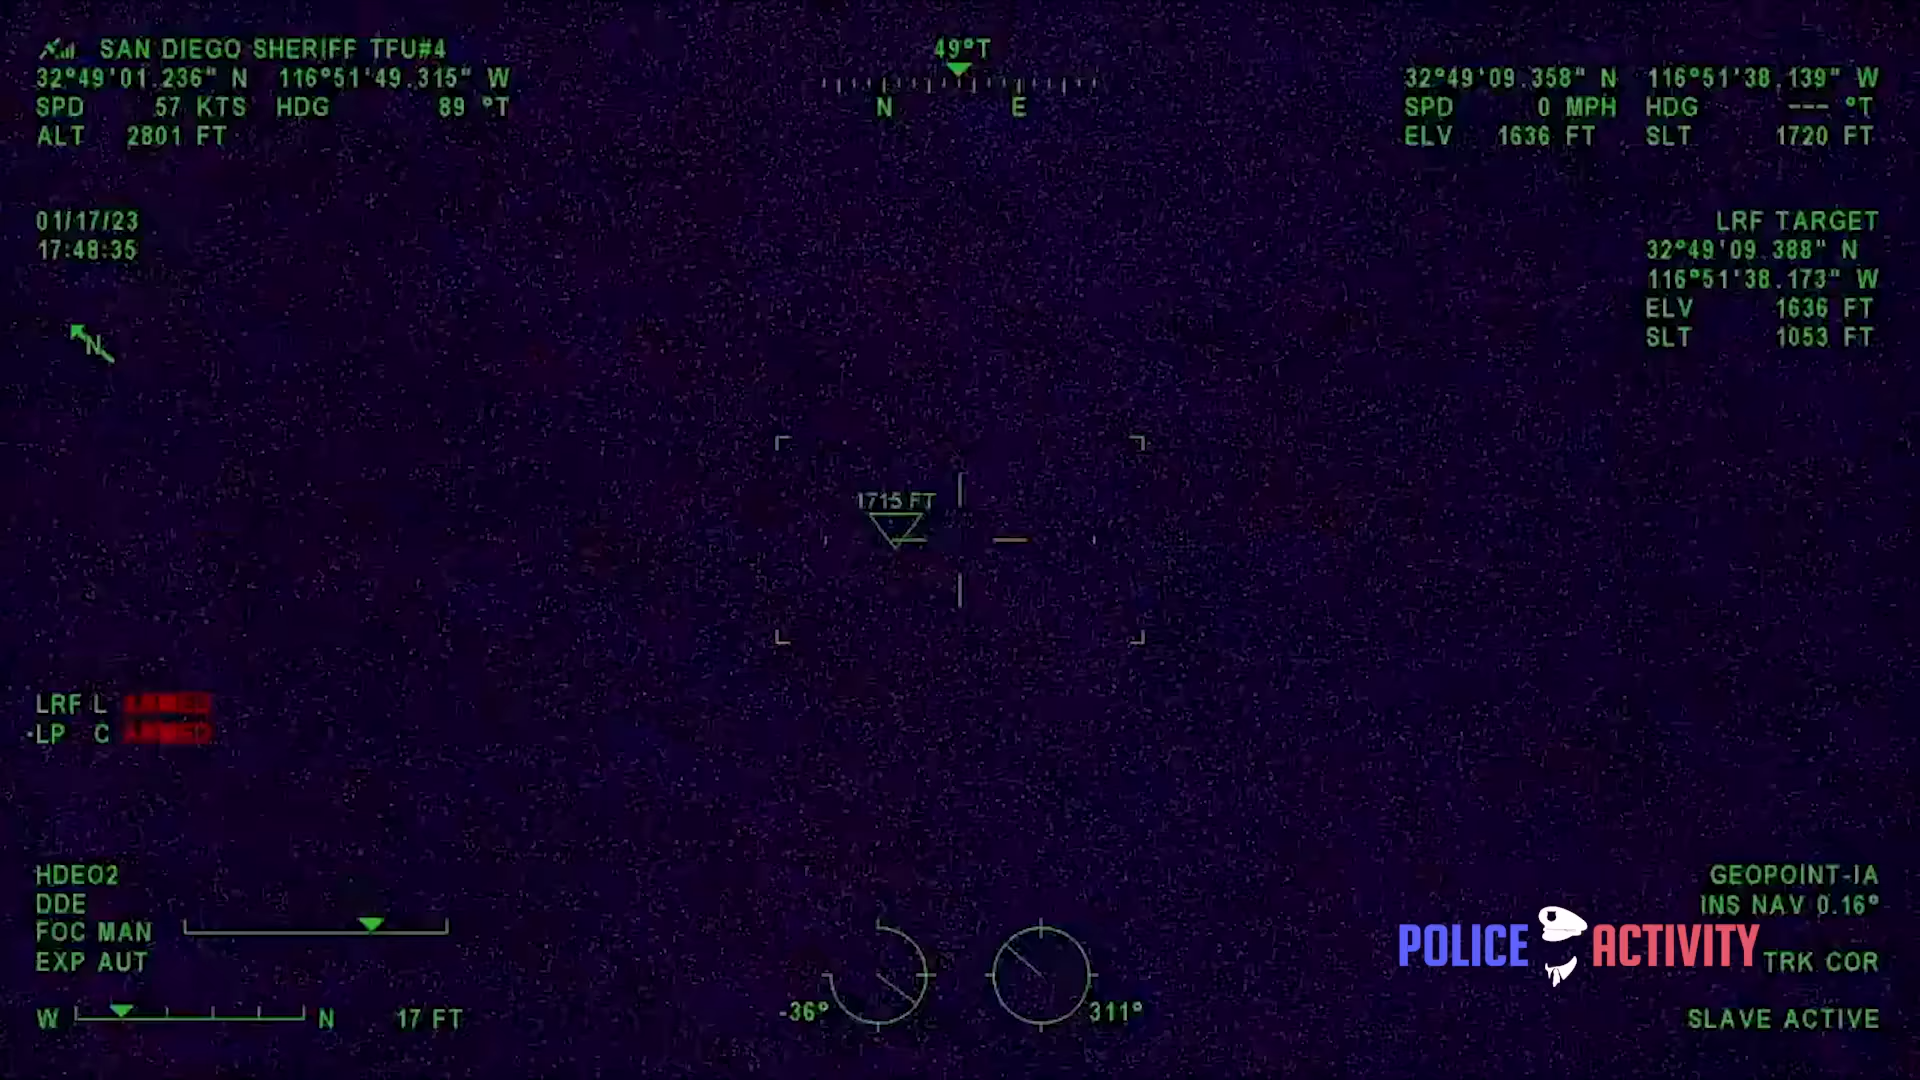 SAN DIEGO SHERIFF TFU#4
32°49'01.236" N 116°51'49.315" W
SPD 57 KTS HDG 89 °T
ALT 2801 FT
49°T
N E
32°49'09.358" N 116°51'38.139" W
SPD 0 MPH HDG --- °T
ELV 1636 FT SLT 1720 FT
01/17/23
17:48:35
LRF TARGET
32°49'09.388" N
116°51'38.173" W
ELV 1636 FT
SLT 1053 FT
N
1715 FT
LRF L ARMED
-LP C ARMED
HDEO2
DDE
FOC MAN
EXP AUT
W N 17 FT
-36° 311°
GEOPOINT-IA
INS NAV 0.16°
POLICE ACTIVITY
TRK COR
SLAVE ACTIVE